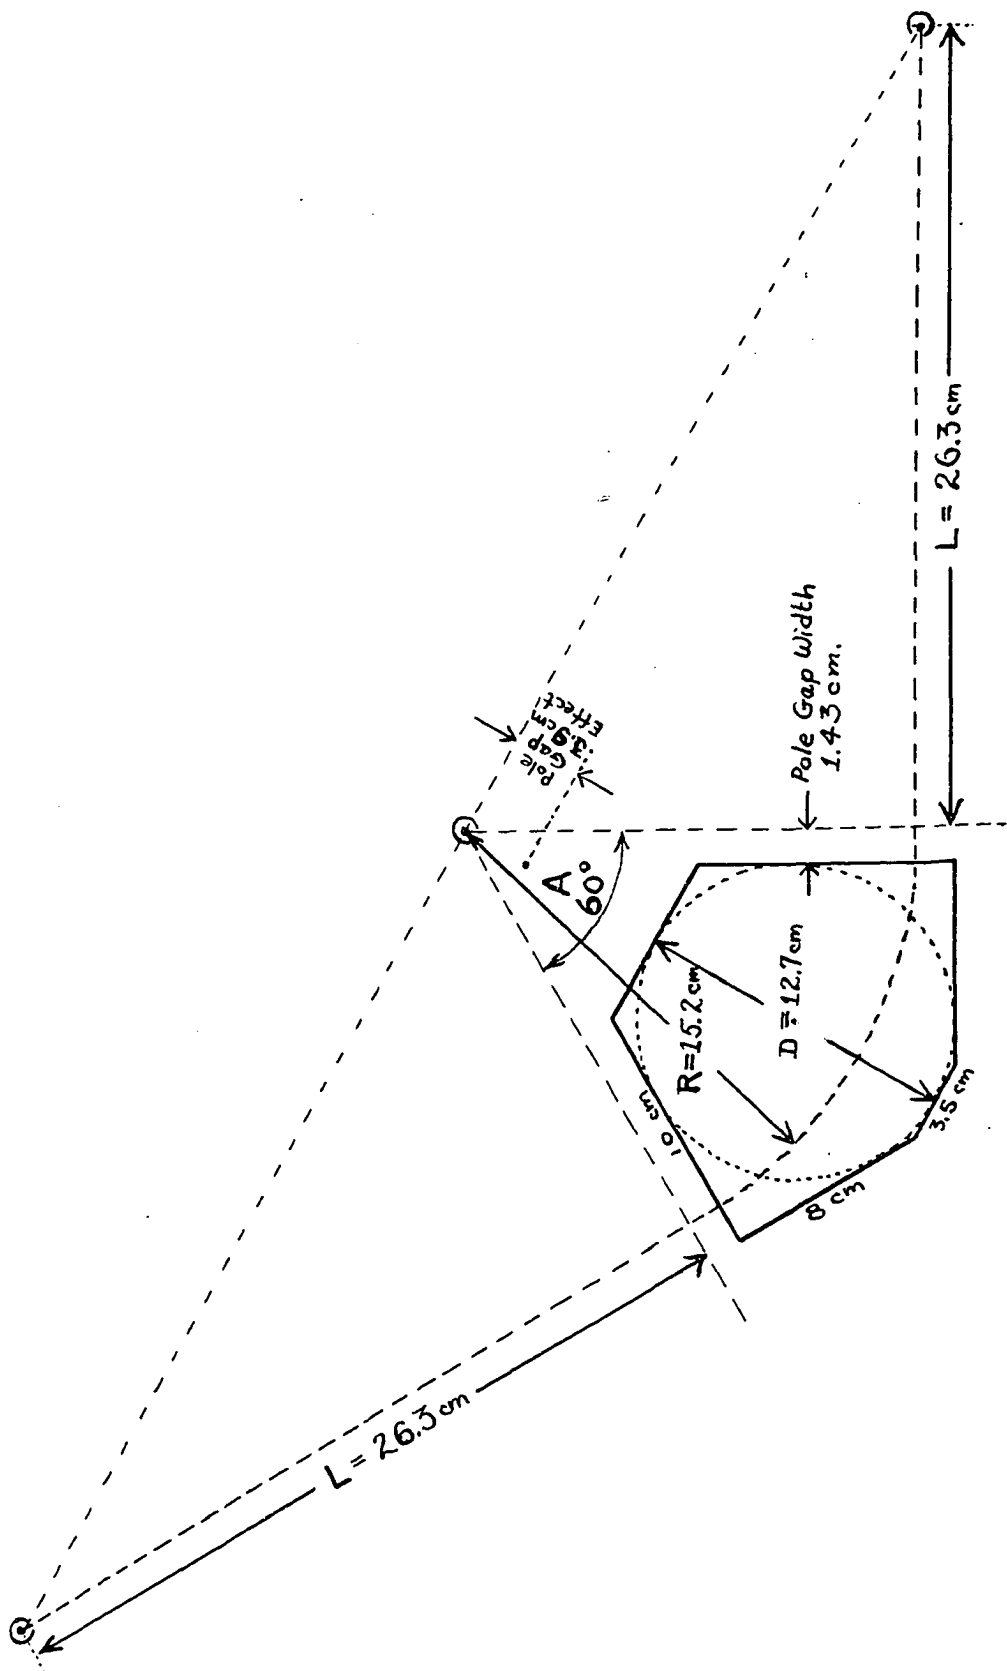 Pole
Gap
.39cm
Effect
A
60°
Pole Gap Width
1.43 cm.
L = 26.3 cm
R=15.2 cm
D = 12.7 cm
10 cm
8 cm
3.5 cm
L = 26.3 cm